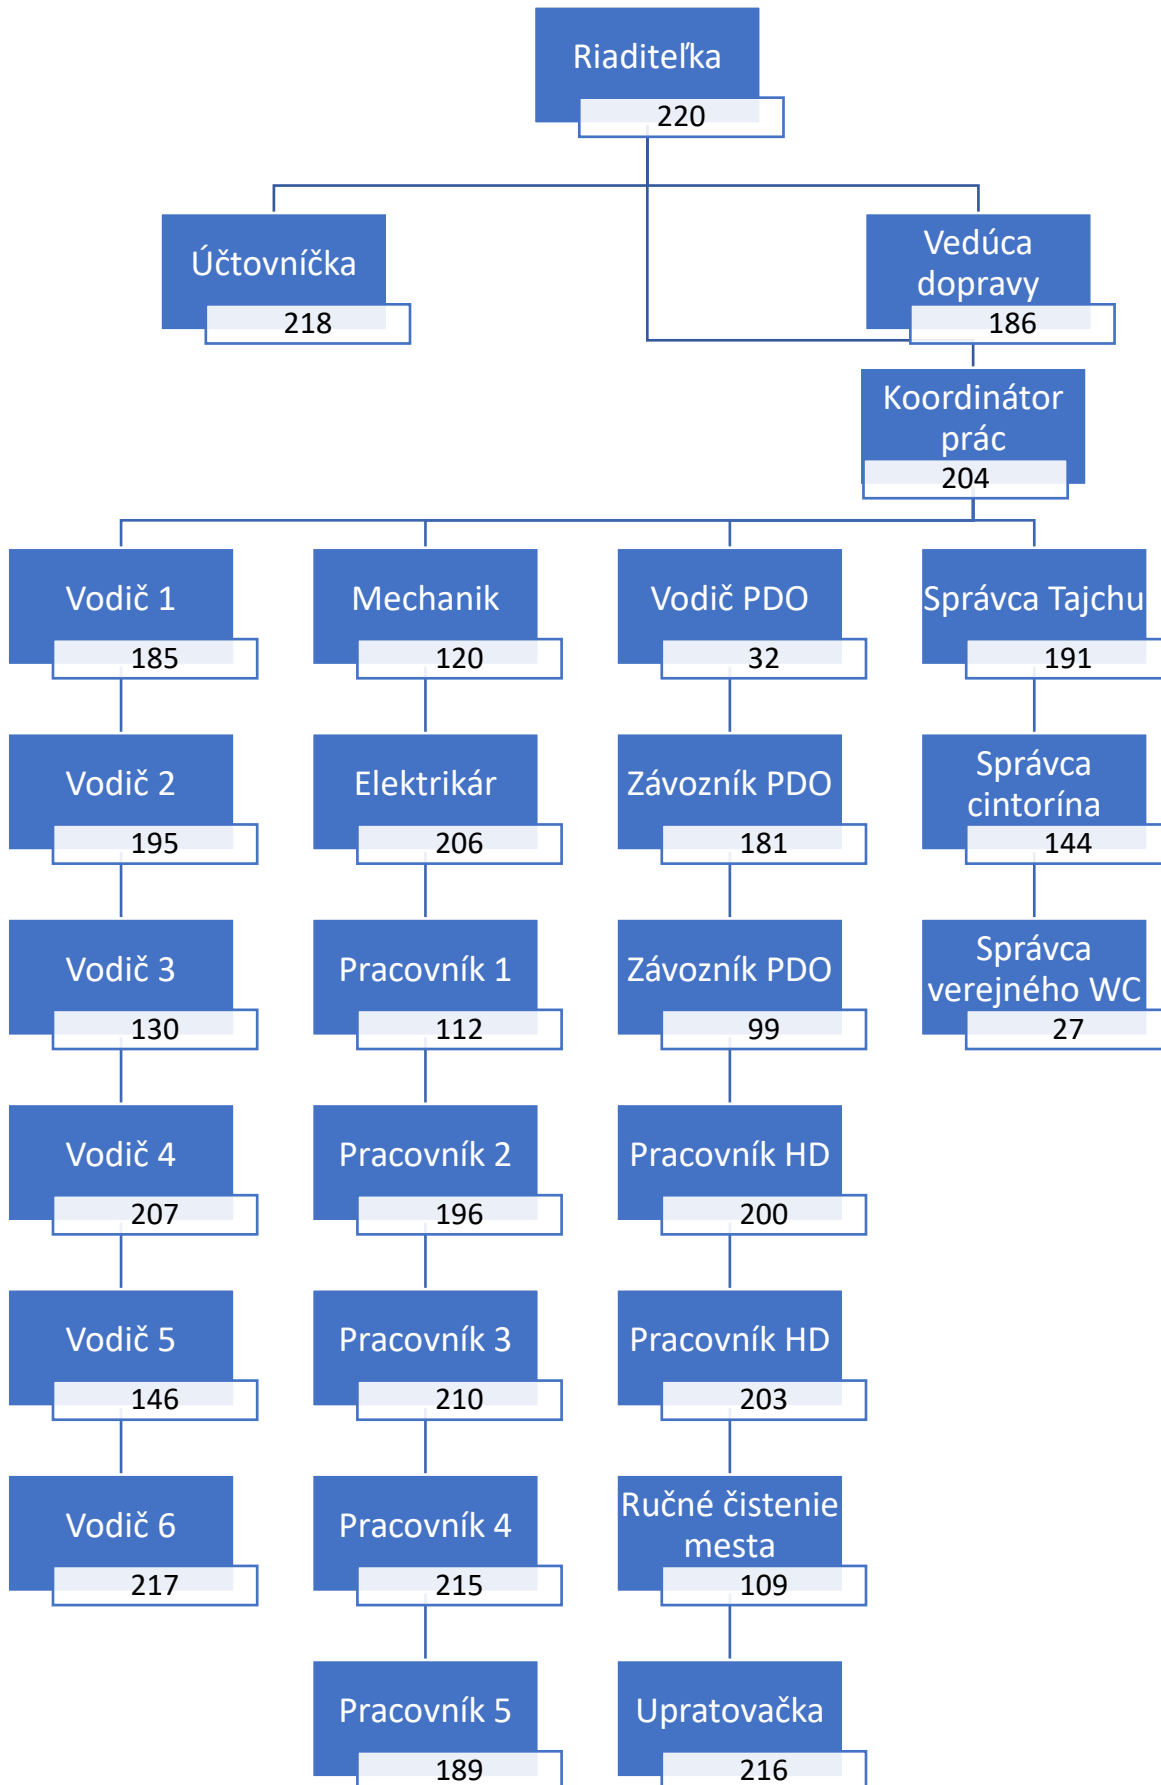 Riaditeľka
220
Účtovníčka
218
Vedúca
dopravy
186
Koordinátor
prác
204
Vodič 1
185
Mechanik
120
Vodič PDO
32
Správca Tajchu
191
Vodič 2
195
Elektrikár
206
Závozník PDO
181
Správca
cintorína
144
Vodič 3
130
Pracovník 1
112
Závozník PDO
99
Správca
verejného WC
27
Vodič 4
207
Pracovník 2
196
Pracovník HD
200
Vodič 5
146
Pracovník 3
210
Pracovník HD
203
Vodič 6
217
Pracovník 4
215
Ručné čistenie
mesta
109
Pracovník 5
189
Upratovačka
216